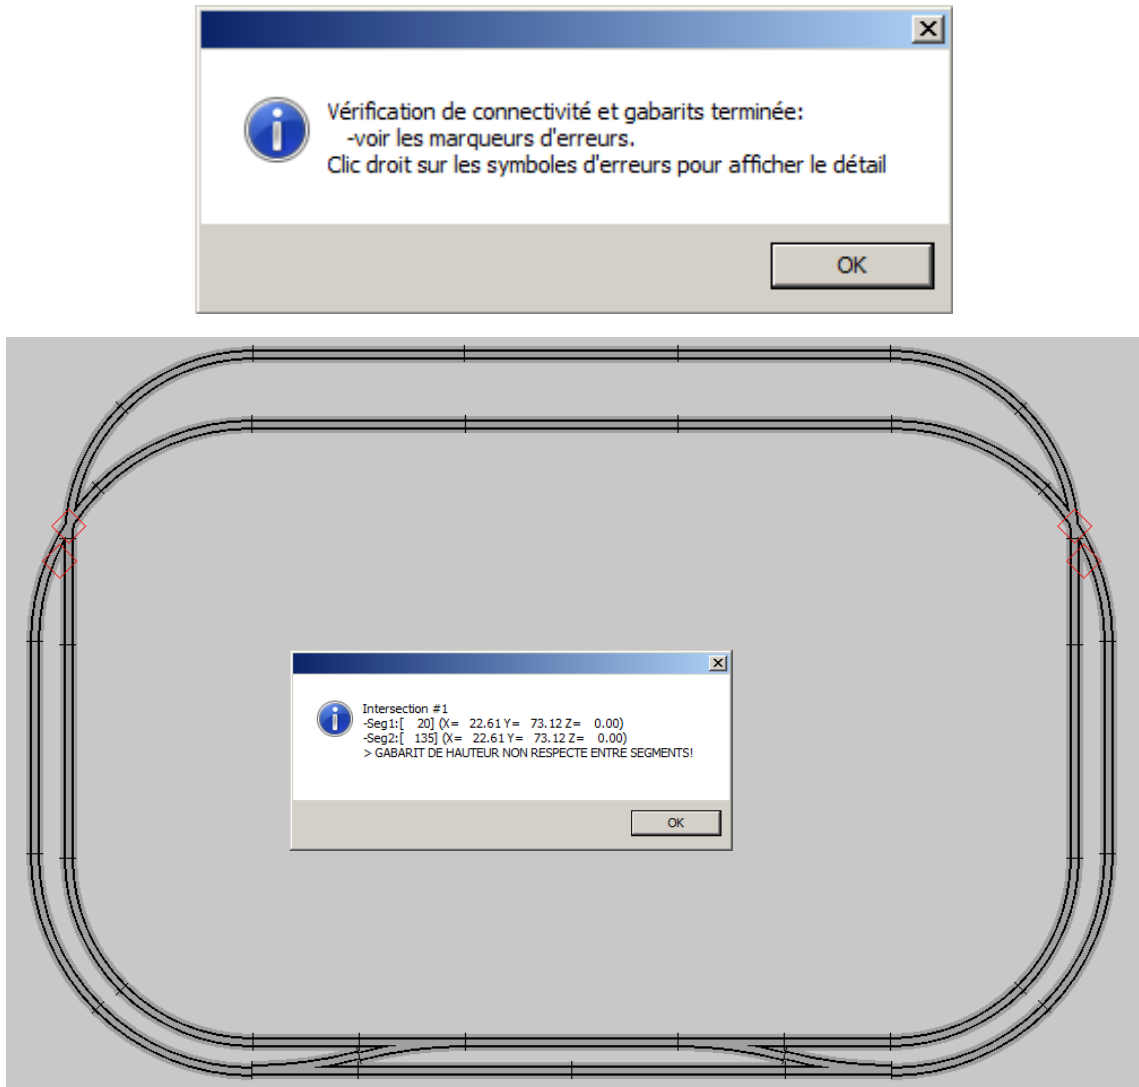 Vérification de connectivité et gabarits terminée:
-voir les marqueurs d'erreurs.
Clic droit sur les symboles d'erreurs pour afficher le détail
OK
Intersection #1
-Seg1:[ 20] (X= 22.61 Y= 73.12 Z= 0.00)
-Seg2:[ 135] (X= 22.61 Y= 73.12 Z= 0.00)
> GABARIT DE HAUTEUR NON RESPECTE ENTRE SEGMENTS!
OK